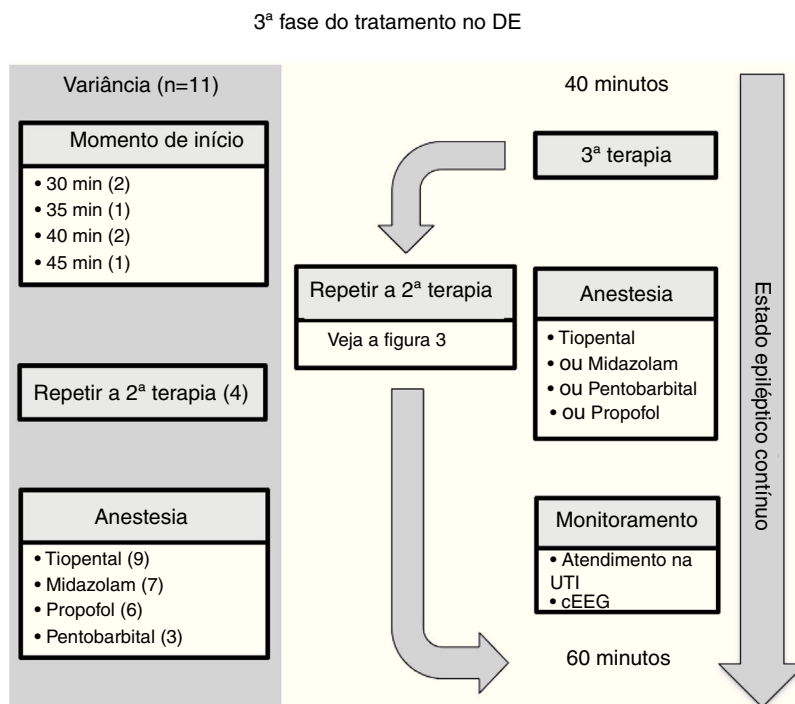 3ª fase do tratamento no DE
Variância (n=11)
Momento de início
• 30 min (2)
• 35 min (1)
• 40 min (2)
• 45 min (1)
Repetir a 2ª terapia (4)
Anestesia
• Tiopental (9)
• Midazolam (7)
• Propofol (6)
• Pentobarbital (3)
40 minutos
3ª terapia
Repetir a 2ª terapia
Veja a figura 3
Anestesia
• Tiopental
• ou Midazolam
• ou Pentobarbital
• ou Propofol
Monitoramento
• Atendimento na
UTI
• cEEG
60 minutos
Estado epiléptico contínuo